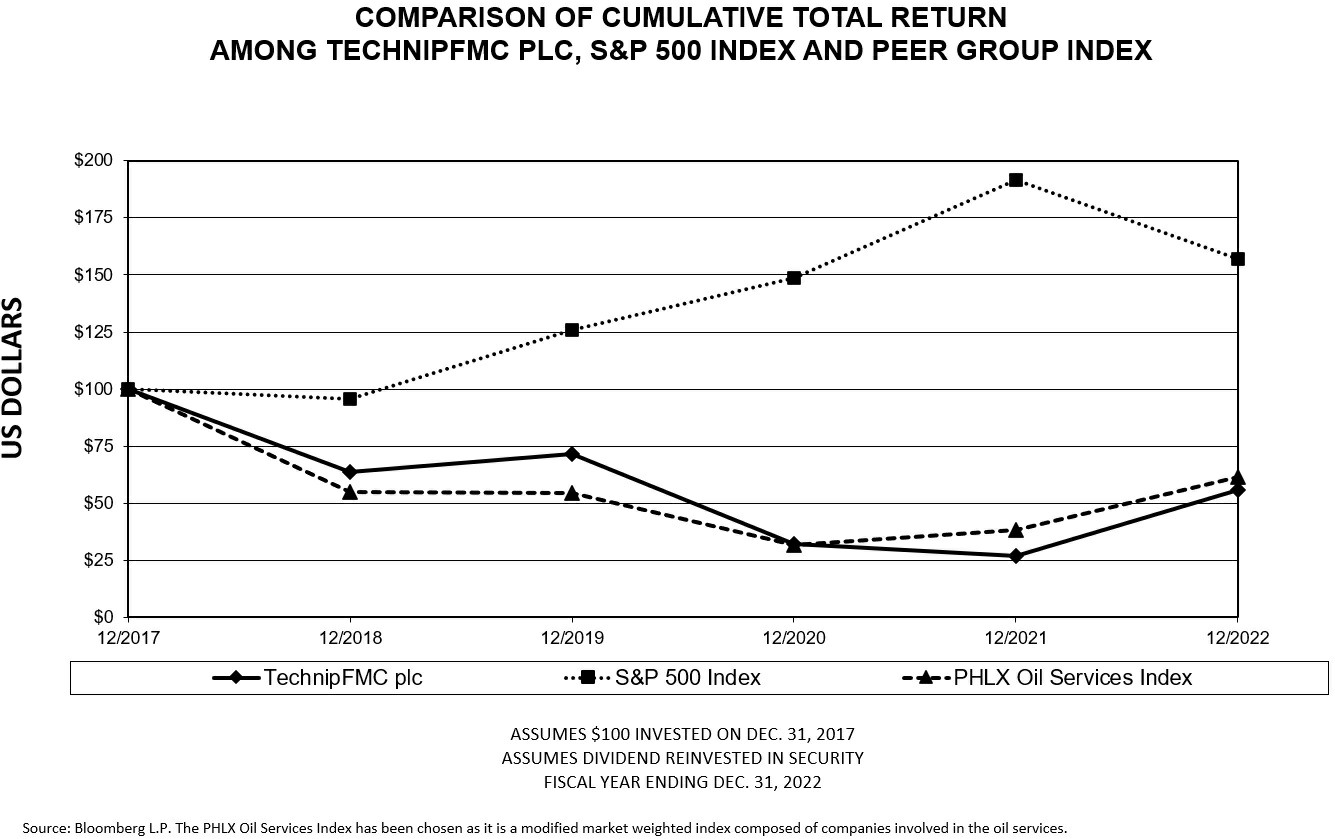 COMPARISON OF CUMULATIVE TOTAL RETURN
AMONG TECHNIPFMC PLC, S&P 500 INDEX AND PEER GROUP INDEX
US DOLLARS
$200
$175
$150
$125
$100
$75
$50
$25
$0
12/2017 12/2018 12/2019 12/2020 12/2021 12/2022
TechnipFMC plc S&P 500 Index PHLX Oil Services Index
ASSUMES $100 INVESTED ON DEC. 31, 2017
ASSUMES DIVIDEND REINVESTED IN SECURITY
FISCAL YEAR ENDING DEC. 31, 2022
Source: Bloomberg L.P. The PHLX Oil Services Index has been chosen as it is a modified market weighted index composed of companies involved in the oil services.